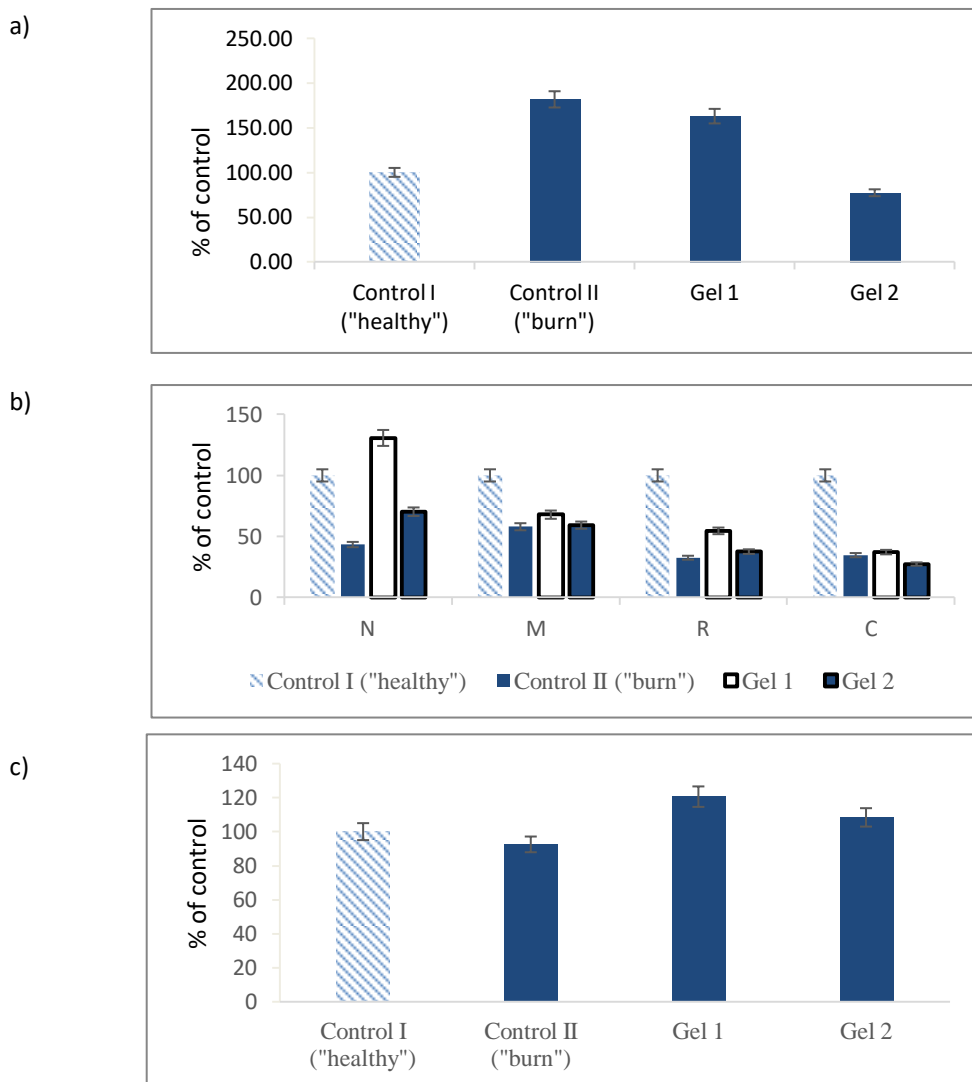 a)
250.00
200.00
150.00
100.00
50.00
0.00
% of control
Control I
("healthy")
Control II
("burn")
Gel 1
Gel 2
b)
150
100
50
0
% of control
N
M
R
C
Control I ("healthy")
Control II ("burn")
Gel 1
Gel 2
c)
140
120
100
80
60
40
20
0
% of control
Control I
("healthy")
Control II
("burn")
Gel 1
Gel 2